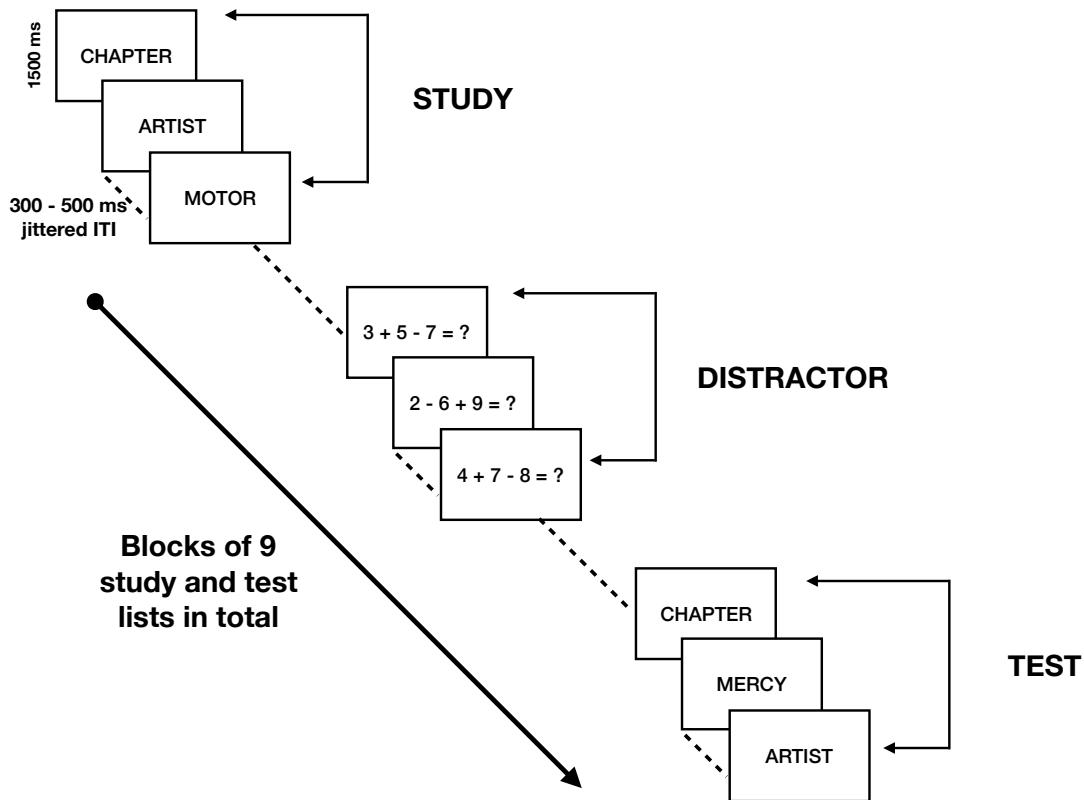 1500 ms
CHAPTER
ARTIST
MOTOR
STUDY
300 - 500 ms
jittered ITI
3 + 5 - 7 = ?
2 - 6 + 9 = ?
4 + 7 - 8 = ?
DISTRACTOR
Blocks of 9
study and test
lists in total
CHAPTER
MERCY
ARTIST
TEST